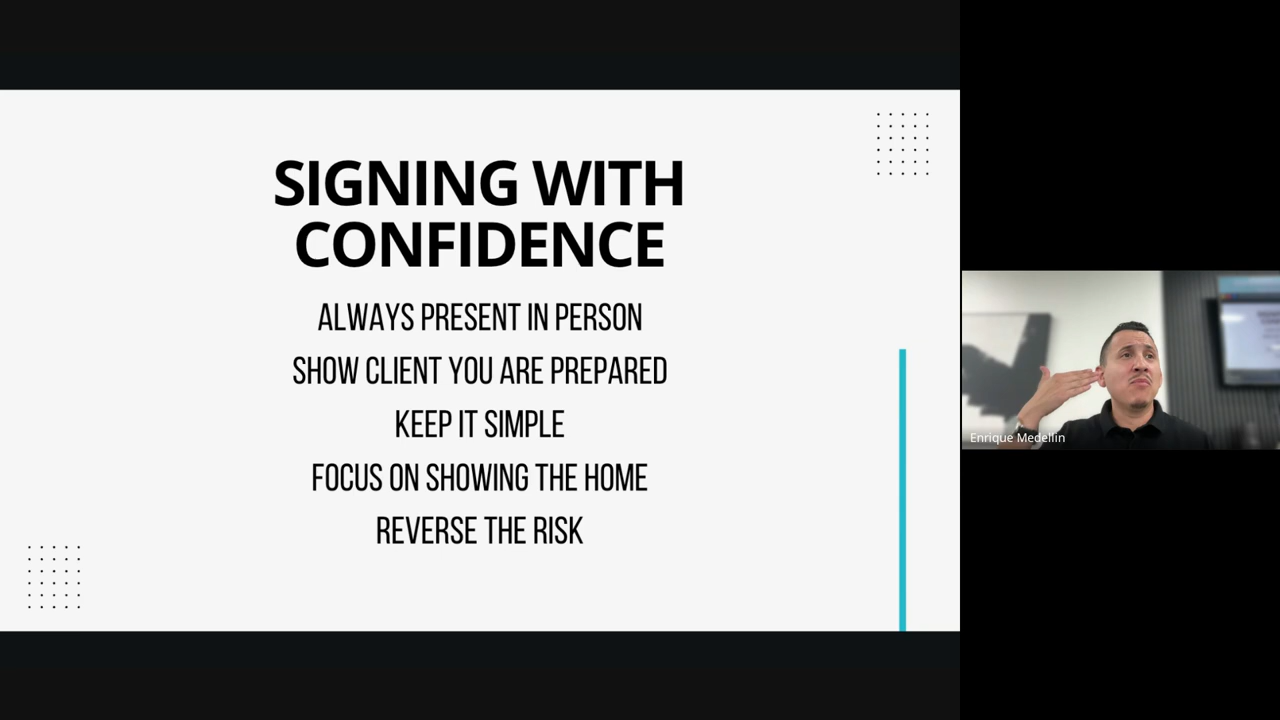 SIGNING WITH
CONFIDENCE
ALWAYS PRESENT IN PERSON
SHOW CLIENT YOU ARE PREPARED
KEEP IT SIMPLE
FOCUS ON SHOWING THE HOME
REVERSE THE RISK
Enrique Medellin